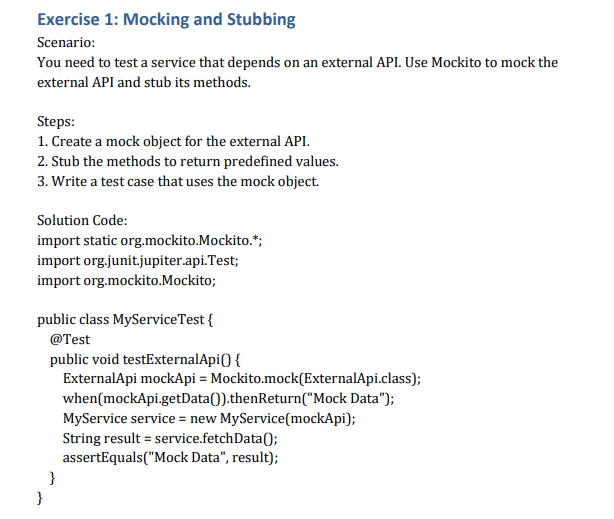 Exercise 1: Mocking and Stubbing
Scenario:
You need to test a service that depends on an external API. Use Mockito to mock the
external API and stub its methods.
Steps:
1. Create a mock object for the external API.
2. Stub the methods to return predefined values.
3. Write a test case that uses the mock object.
Solution Code:
import static org.mockito.Mockito.*;
import org.junit.jupiter.api.Test;
import org.mockito.Mockito;
public class MyServiceTest {
@Test
public void testExternalApi() {
ExternalApi mockApi = Mockito.mock(ExternalApi.class);
when(mockApi.getData()).thenReturn("Mock Data");
MyService service = new MyService(mockApi);
String result = service.fetchData();
assertEquals("Mock Data", result);
}
}